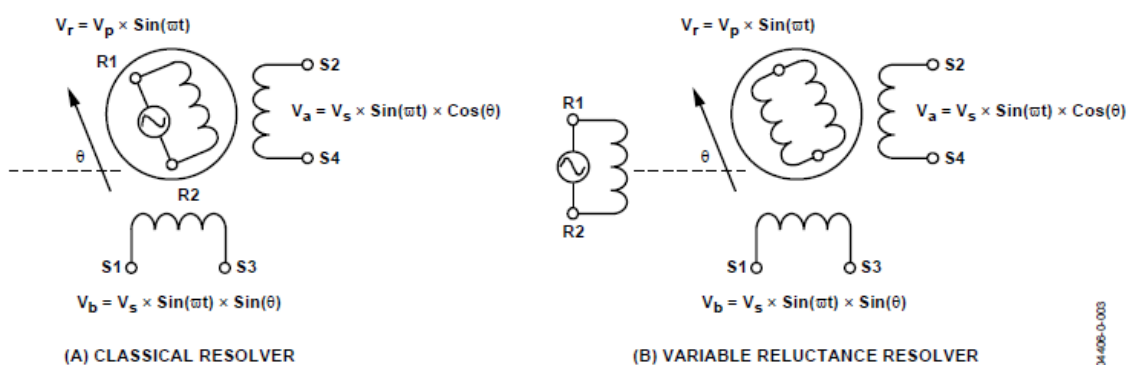 Vr = Vp × Sin(ϖt)
R1
S2
Va = Vs × Sin(ϖt) × Cos(θ)
θ
S4
R2
S1
S3
Vb = Vs × Sin(ϖt) × Sin(θ)
(A) CLASSICAL RESOLVER
Vr = Vp × Sin(ϖt)
R1
S2
Va = Vs × Sin(ϖt) × Cos(θ)
θ
S4
R2
S1
S3
Vb = Vs × Sin(ϖt) × Sin(θ)
(B) VARIABLE RELUCTANCE RESOLVER
04406-0-003